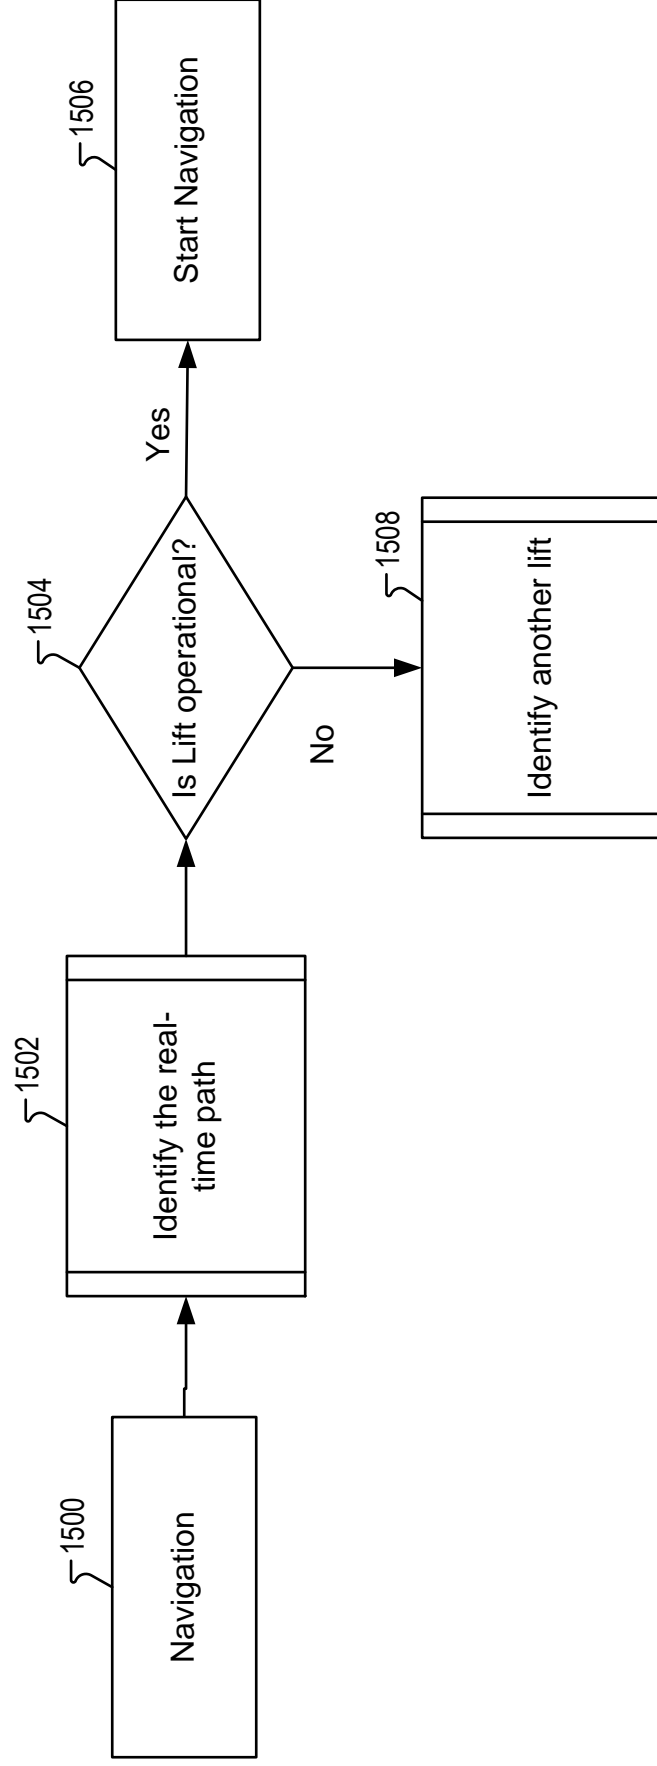 1500
Navigation
1502
Identify the real-
time path
1504
Is Lift operational?
Yes
1506
Start Navigation
No
1508
Identify another lift